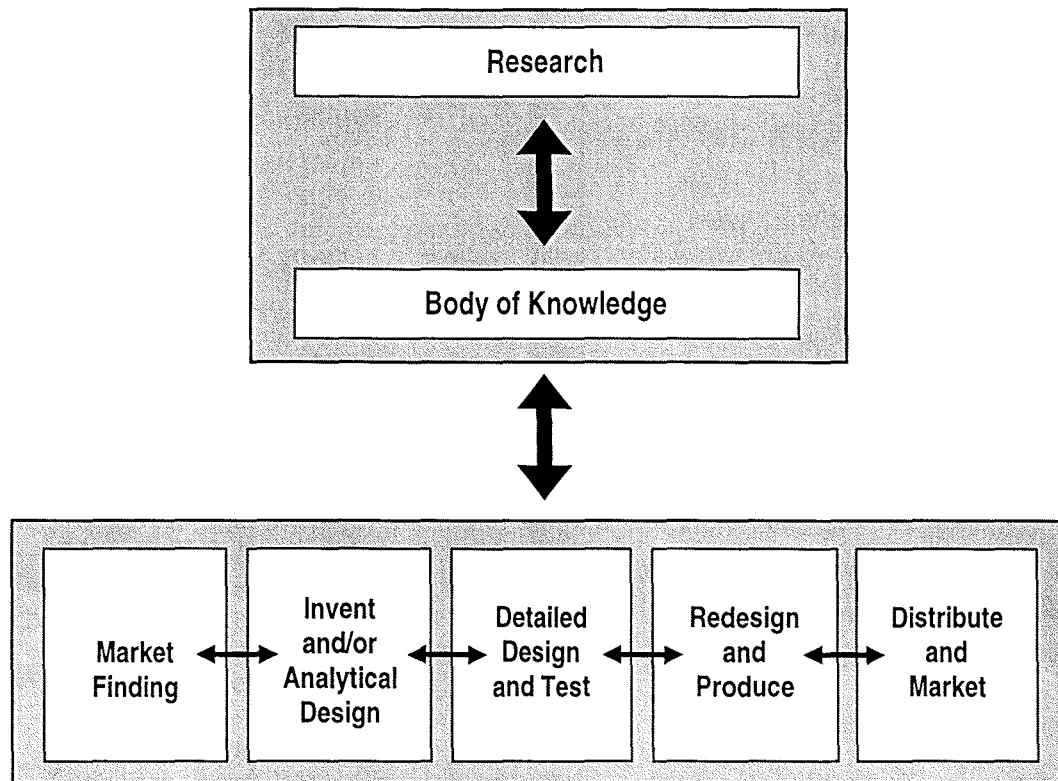 Research
Body of Knowledge
Market
Finding
Invent
and/or
Analytical
Design
Detailed
Design
and Test
Redesign
and
Produce
Distribute
and
Market